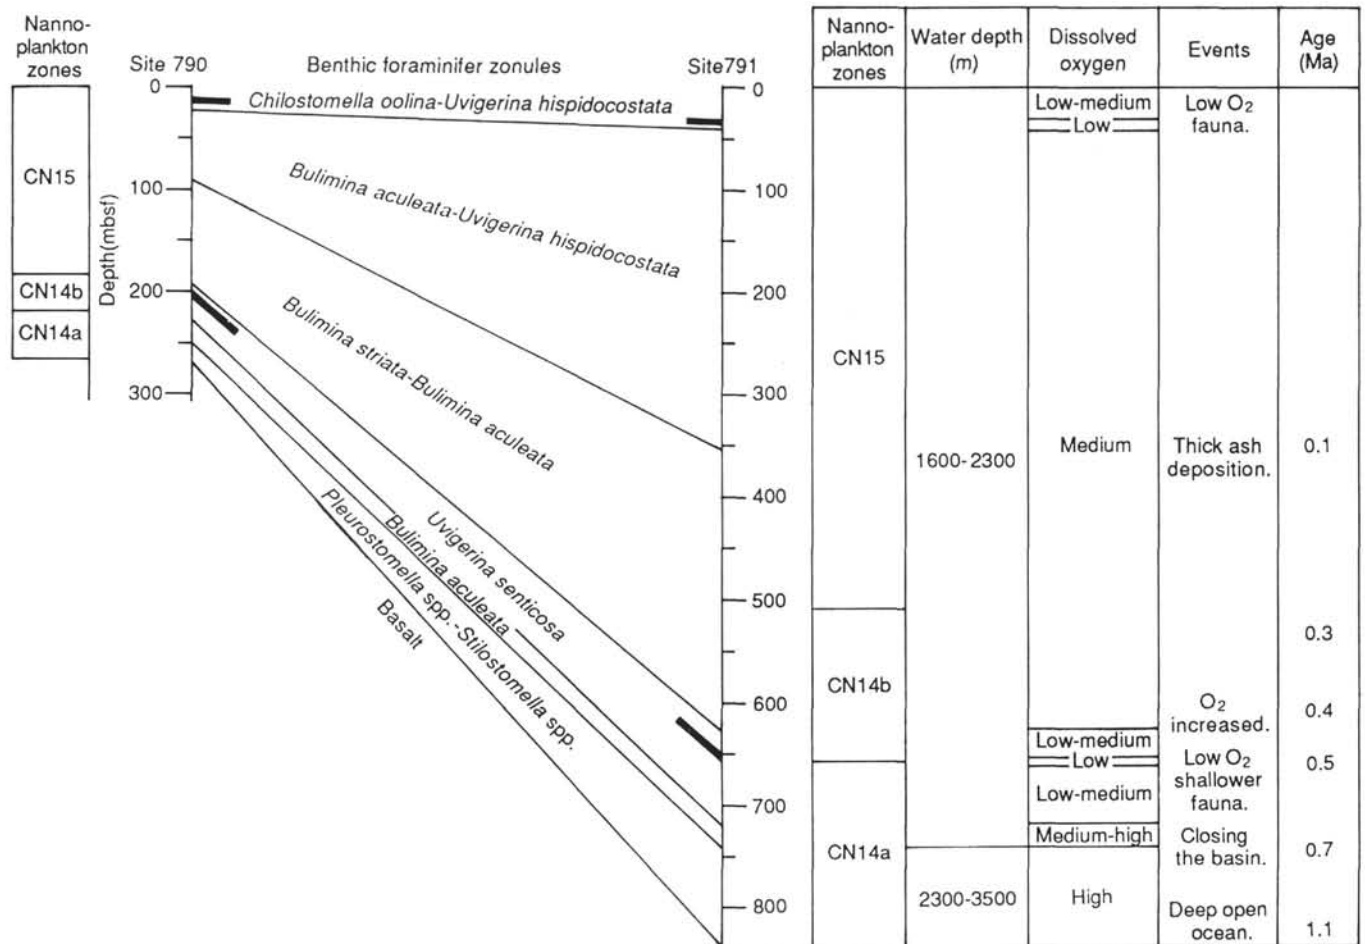 Nanno-
plankton
zones
Site 790
Benthic foraminifer zonules
Site791
CN15
CN14b
CN14a
Depth(mbsf)
0
100
200
300
Chilostomella oolina-Uvigerina hispidocostata
Bulimina aculeata-Uvigerina hispidocostata
Bulimina striata-Bulimina aculeata
Uvigerina senticosa
Bulimina aculeata
Pleurostomella spp.-Stilostomella spp.
Basalt
0
100
200
300
400
500
600
700
800
Nanno-
plankton
zones
Water depth
(m)
Dissolved
oxygen
Events
Age
(Ma)
CN15
CN14b
CN14a
1600-2300
2300-3500
Low-medium
Low
Medium
Low-medium
Low
Low-medium
Medium-high
High
Low O2
fauna.
Thick ash
deposition.
O2
increased.
Low O2
shallower
fauna.
Closing
the basin.
Deep open
ocean.
0.1
0.3
0.4
0.5
0.7
1.1